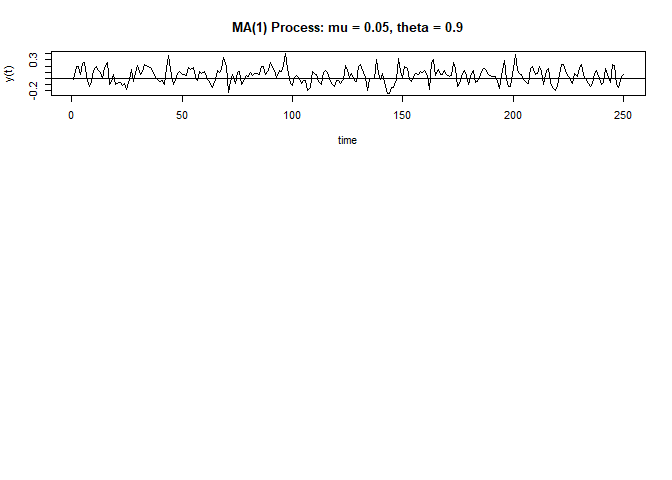 MA(1) Process: mu = 0.05, theta = 0.9
y(t)
0.3
-0.2
0 50 100 150 200 250
time